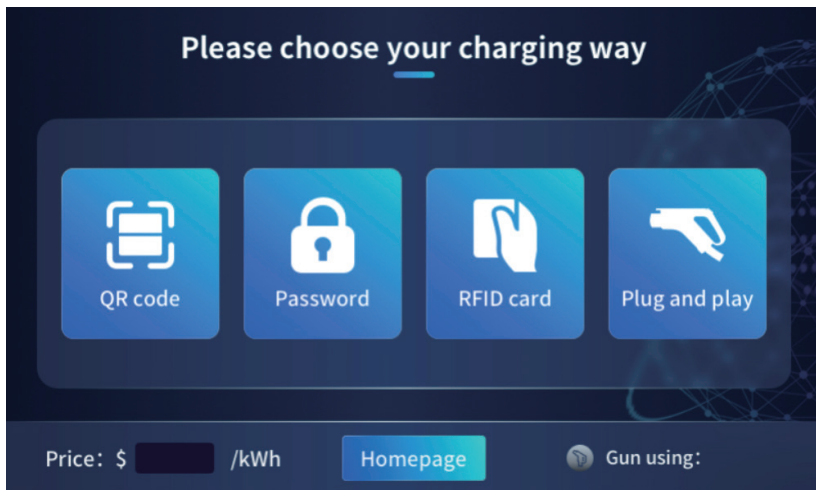 Please choose your charging way
QR code
Password
RFID card
Plug and play
Price: $ /kWh
Homepage
Gun using: